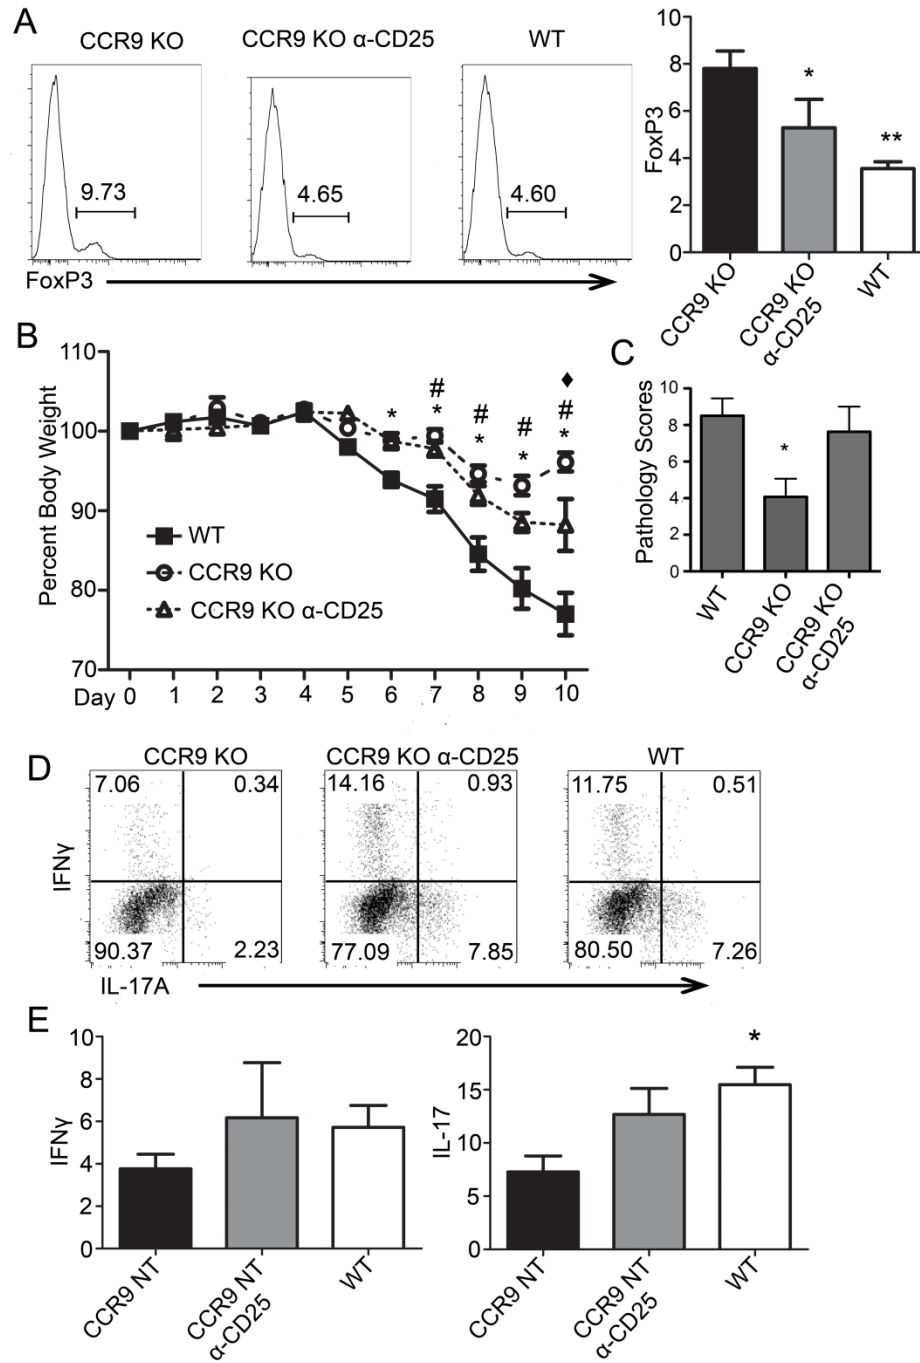 A
CCR9 KO
CCR9 KO α-CD25
WT
9.73
4.65
4.60
FoxP3
FoxP3
10
8
6
4
2
0
*
**
CCR9 KO
CCR9 KO
α-CD25
WT
B
Percent Body Weight
110
100
90
80
70
WT
CCR9 KO
CCR9 KO α-CD25
*
#
*
#
*
#
*
♦
#
*
Day 0 1 2 3 4 5 6 7 8 9 10
C
Pathology Scores
10
8
6
4
2
0
*
WT
CCR9 KO
CCR9 KO
α-CD25
D
CCR9 KO
CCR9 KO α-CD25
WT
IFNγ
7.06 0.34
90.37 2.23
14.16 0.93
77.09 7.85
11.75 0.51
80.50 7.26
IL-17A
E
IFNγ
10
8
6
4
2
0
CCR9 NT
CCR9 NT
α-CD25
WT
IL-17
20
15
10
5
0
*
CCR9 NT
CCR9 NT
α-CD25
WT